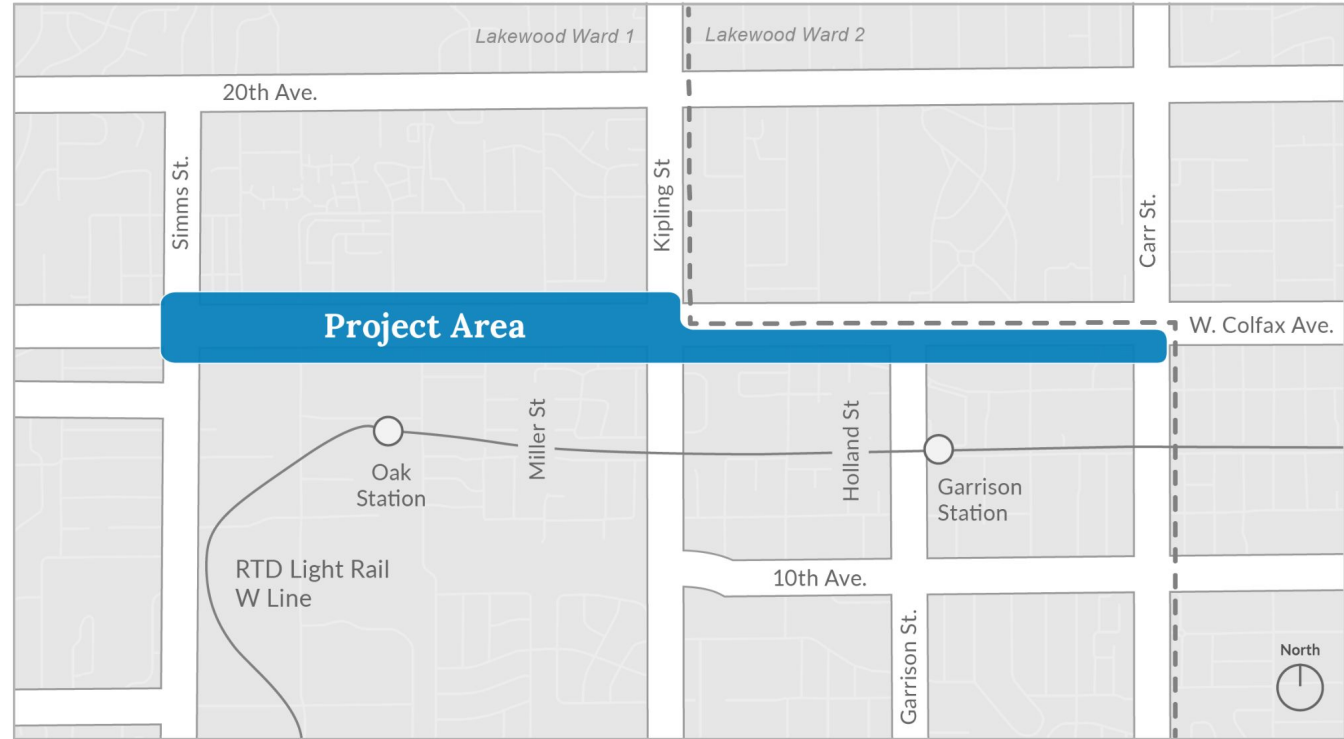 Lakewood Ward 1
Lakewood Ward 2
20th Ave.
Simms St.
Kipling St
Carr St.
Project Area
W. Colfax Ave.
Miller St
Holland St
Oak
Station
Garrison
Station
RTD Light Rail
W Line
10th Ave.
Garrison St.
North